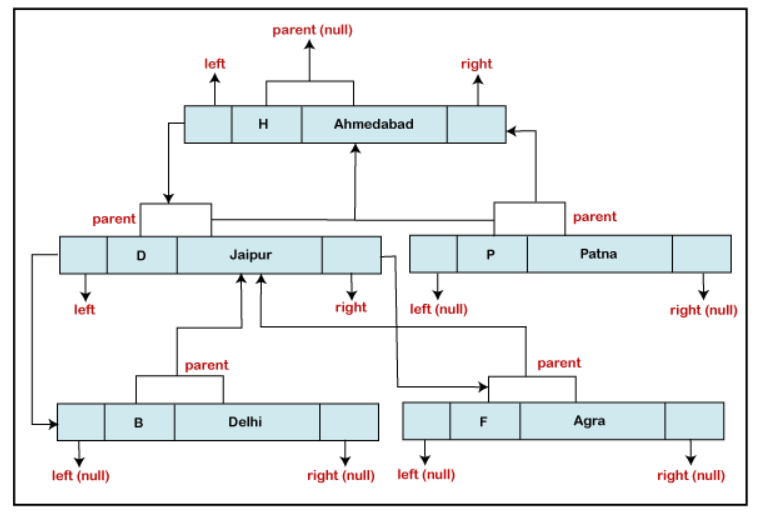 parent (null)
left
right
H
Ahmedabad
parent
parent
D
Jaipur
P
Patna
left
right
left (null)
right (null)
parent
parent
B
Delhi
F
Agra
left (null)
right (null)
left (null)
right (null)